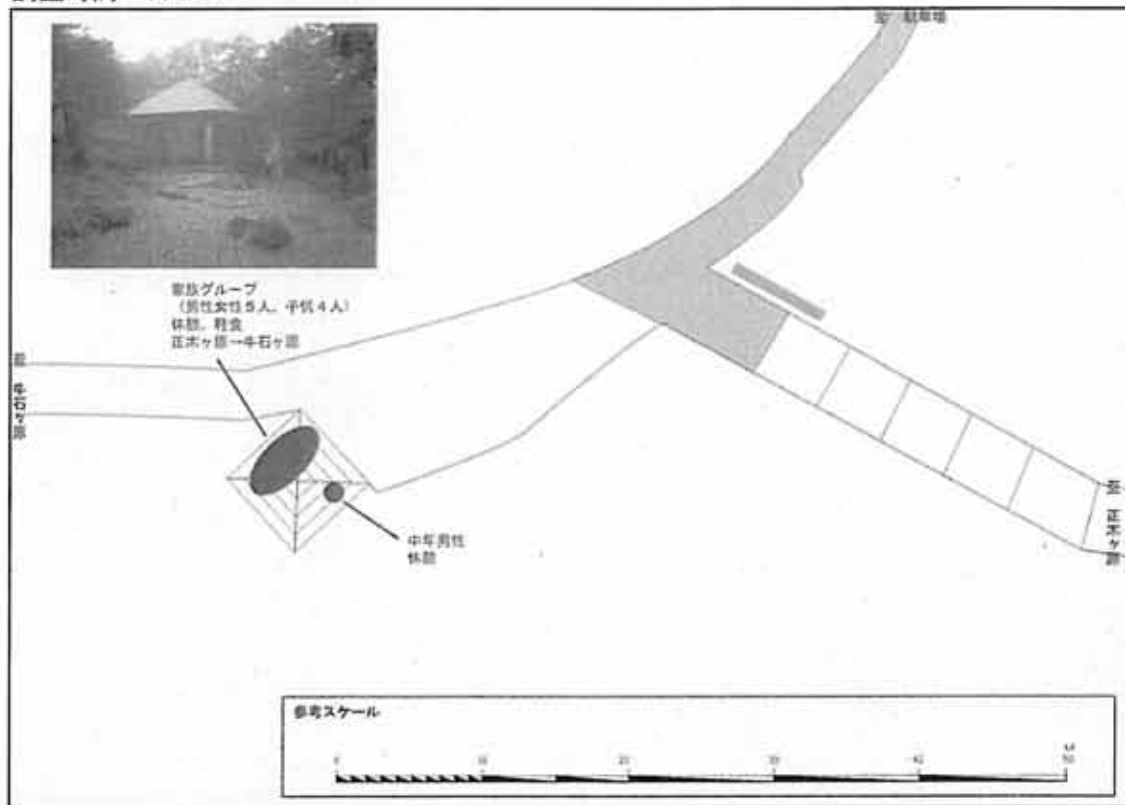 至 駐車場
家族グループ
(男性女性5人、子供4人)
休憩、軽食
正木ヶ原→牛石ヶ原
至 牛石ヶ原
中年男性
休憩
至 正木ヶ原
参考スケール
0 10 20 30 40 50
M